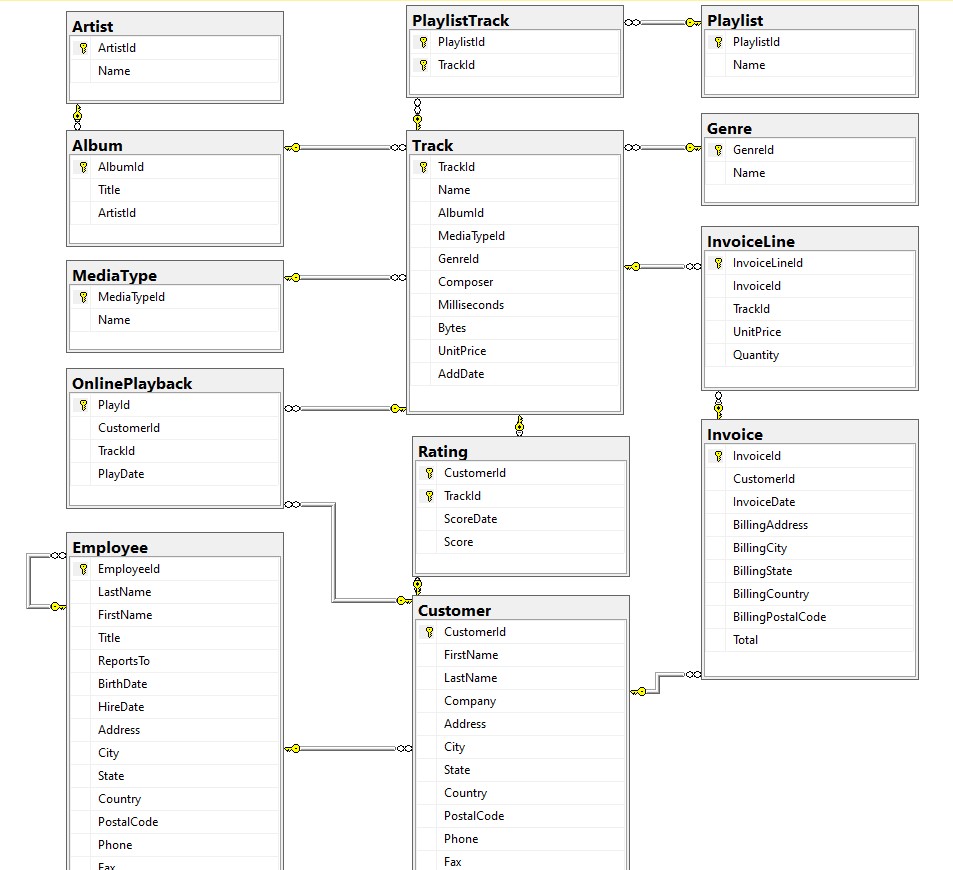 Artist
ArtistId
Name
PlaylistTrack
PlaylistId
TrackId
Playlist
PlaylistId
Name
Album
AlbumId
Title
ArtistId
Track
TrackId
Name
AlbumId
MediaTypeId
GenreId
Composer
Milliseconds
Bytes
UnitPrice
AddDate
Genre
GenreId
Name
MediaType
MediaTypeId
Name
InvoiceLine
InvoiceLineId
InvoiceId
TrackId
UnitPrice
Quantity
OnlinePlayback
PlayId
CustomerId
TrackId
PlayDate
Rating
CustomerId
TrackId
ScoreDate
Score
Invoice
InvoiceId
CustomerId
InvoiceDate
BillingAddress
BillingCity
BillingState
BillingCountry
BillingPostalCode
Total
Employee
EmployeeId
LastName
FirstName
Title
ReportsTo
BirthDate
HireDate
Address
City
State
Country
PostalCode
Phone
Fax
Customer
CustomerId
FirstName
LastName
Company
Address
City
State
Country
PostalCode
Phone
Fax